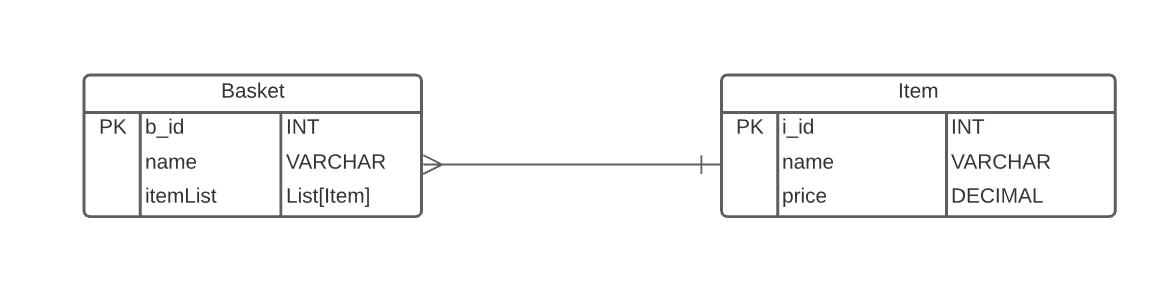 Basket
PK b_id INT
name VARCHAR
itemList List[Item]
Item
PK i_id INT
name VARCHAR
price DECIMAL